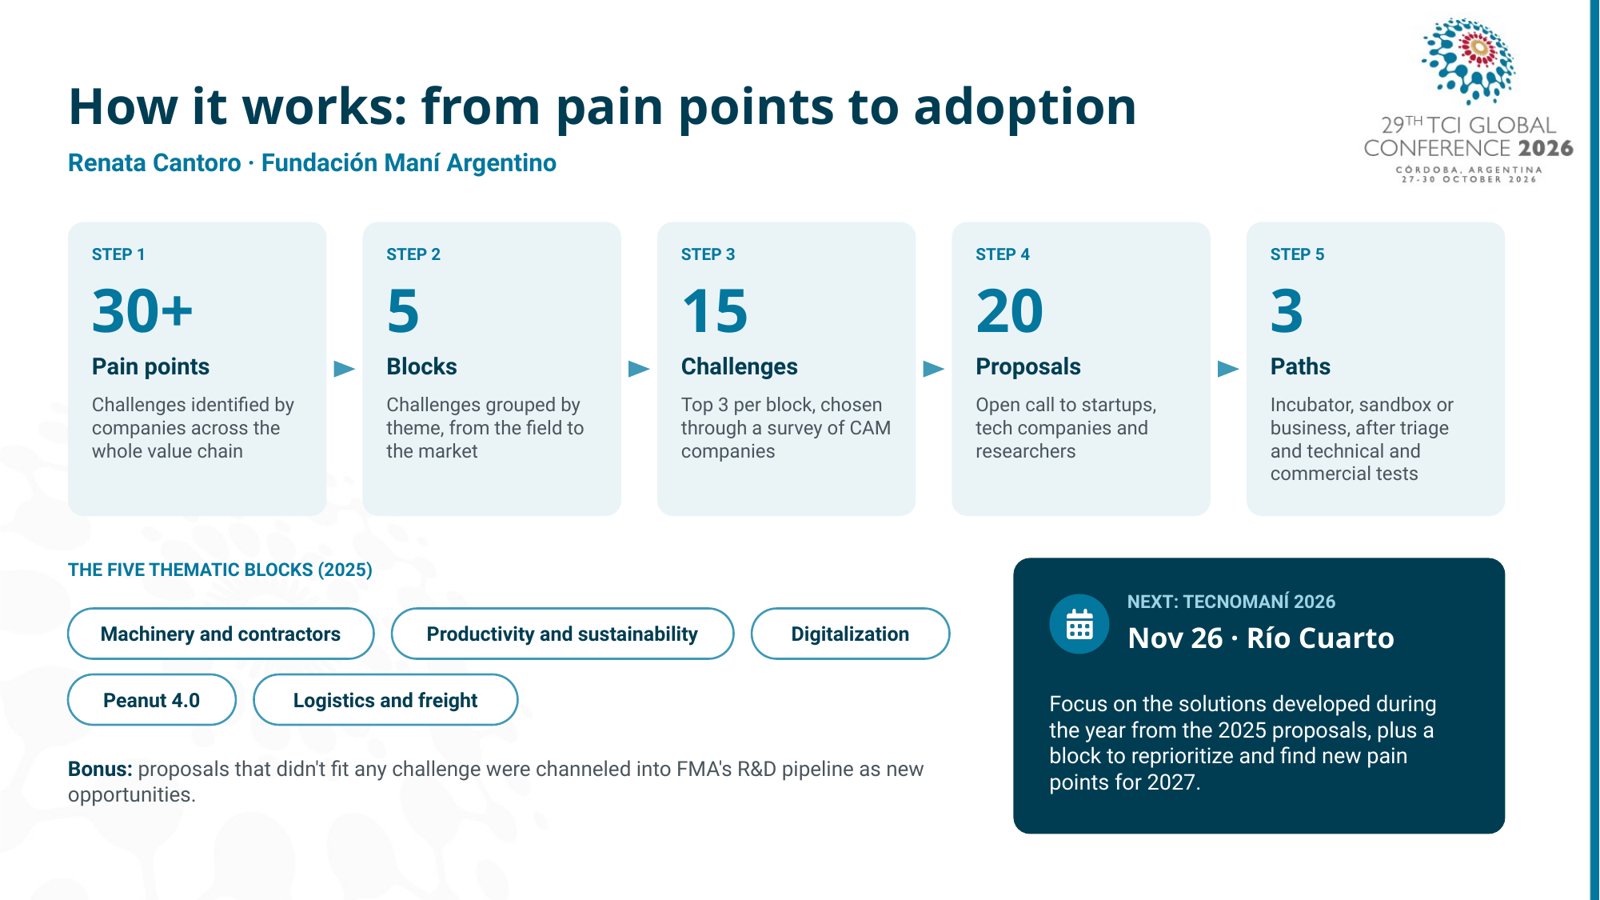 How it works: from pain points to adoption
Renata Cantoro · Fundación Maní Argentino
29TH TCI GLOBAL
CONFERENCE 2026
CÓRDOBA, ARGENTINA
27-30 OCTOBER 2026
STEP 1
30+
Pain points
Challenges identified by
companies across the
whole value chain
STEP 2
5
Blocks
Challenges grouped by
theme, from the field to
the market
STEP 3
15
Challenges
Top 3 per block, chosen
through a survey of CAM
companies
STEP 4
20
Proposals
Open call to startups,
tech companies and
researchers
STEP 5
3
Paths
Incubator, sandbox or
business, after triage
and technical and
commercial tests
THE FIVE THEMATIC BLOCKS (2025)
Machinery and contractors
Productivity and sustainability
Digitalization
Peanut 4.0
Logistics and freight
Bonus: proposals that didn't fit any challenge were channeled into FMA's R&D pipeline as new
opportunities.
NEXT: TECNOMANÍ 2026
Nov 26 · Río Cuarto
Focus on the solutions developed during
the year from the 2025 proposals, plus a
block to reprioritize and find new pain
points for 2027.